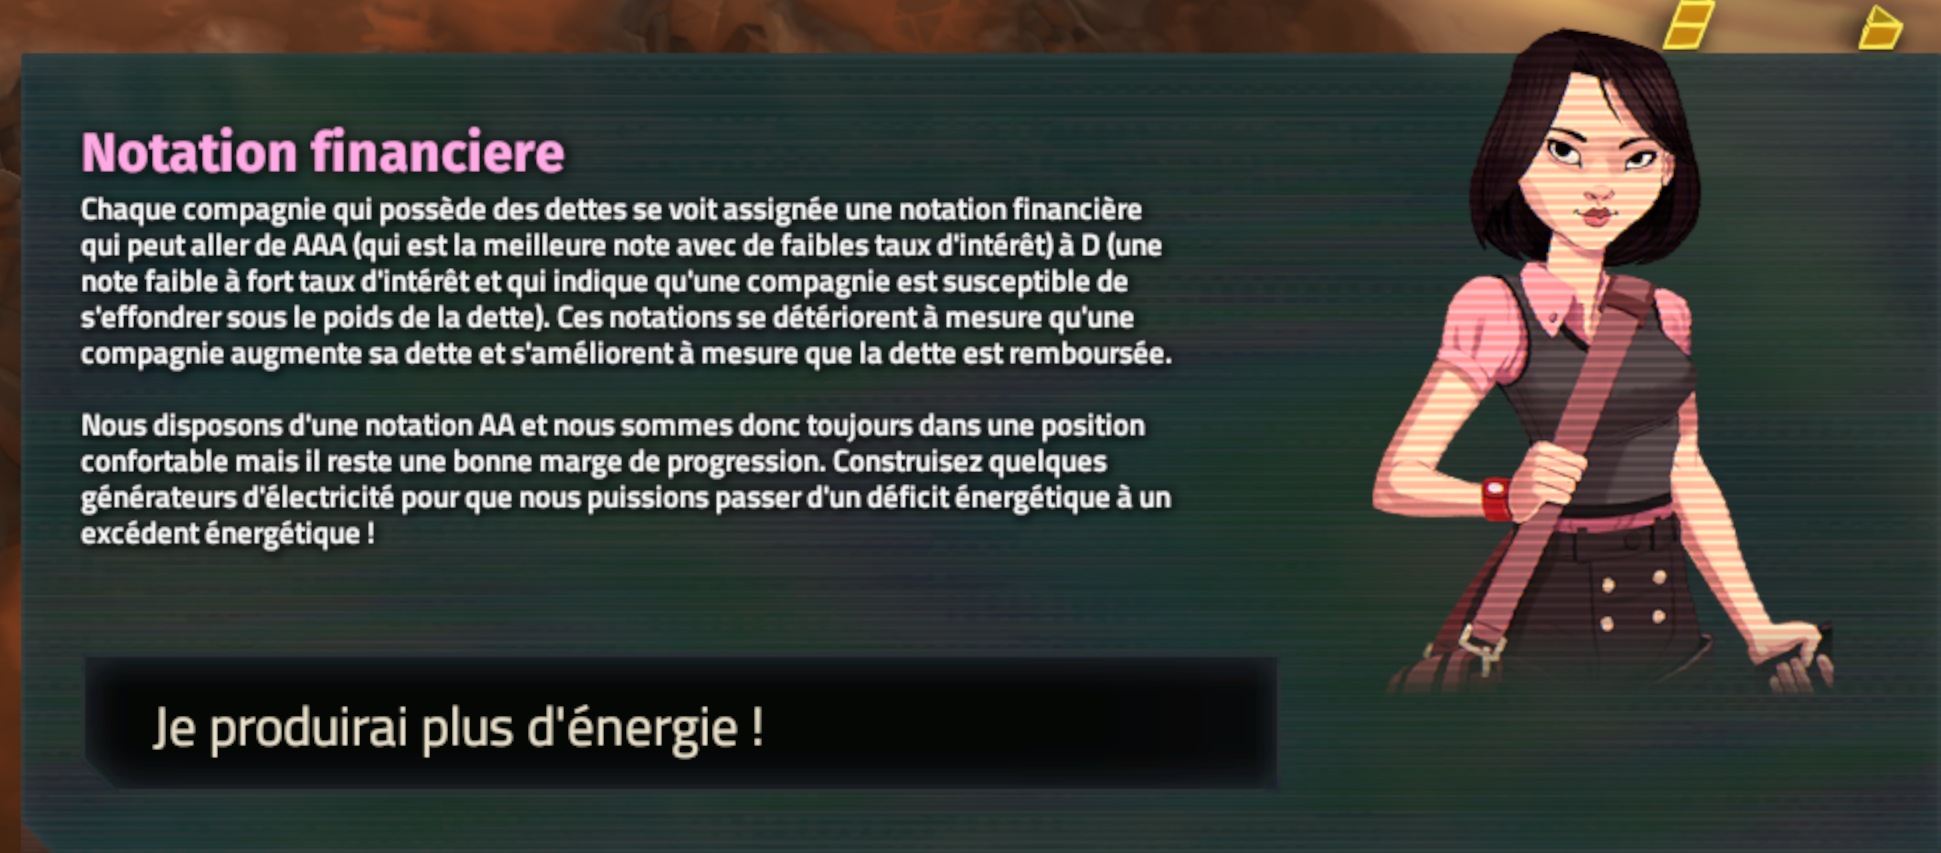 Notation financiere
Chaque compagnie qui possède des dettes se voit assignée une notation financière
qui peut aller de AAA (qui est la meilleure note avec de faibles taux d'intérêt) à D (une
note faible à fort taux d'intérêt et qui indique qu'une compagnie est susceptible de
s'effondrer sous le poids de la dette). Ces notations se détériorent à mesure qu'une
compagnie augmente sa dette et s'améliorent à mesure que la dette est remboursée.
Nous disposons d'une notation AA et nous sommes donc toujours dans une position
confortable mais il reste une bonne marge de progression. Construisez quelques
générateurs d'électricité pour que nous puissions passer d'un déficit énergétique à un
excédent énergétique !
Je produirai plus d'énergie !